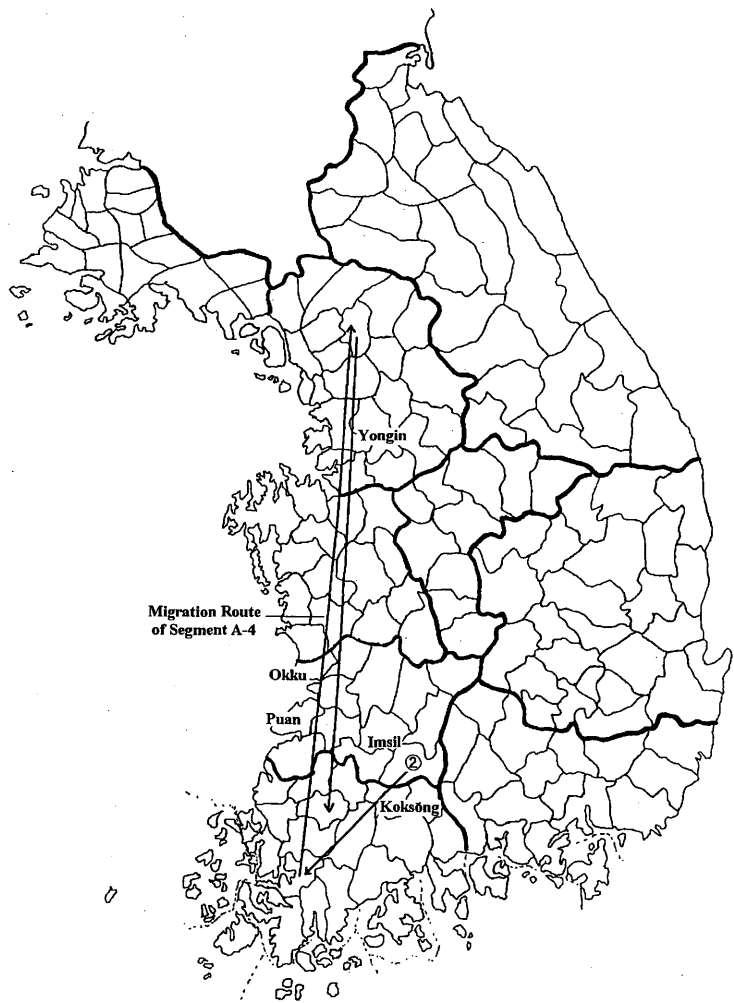 Yongin
Migration Route
of Segment A-4
Okku
Puan
Imsil
②
Koksŏng